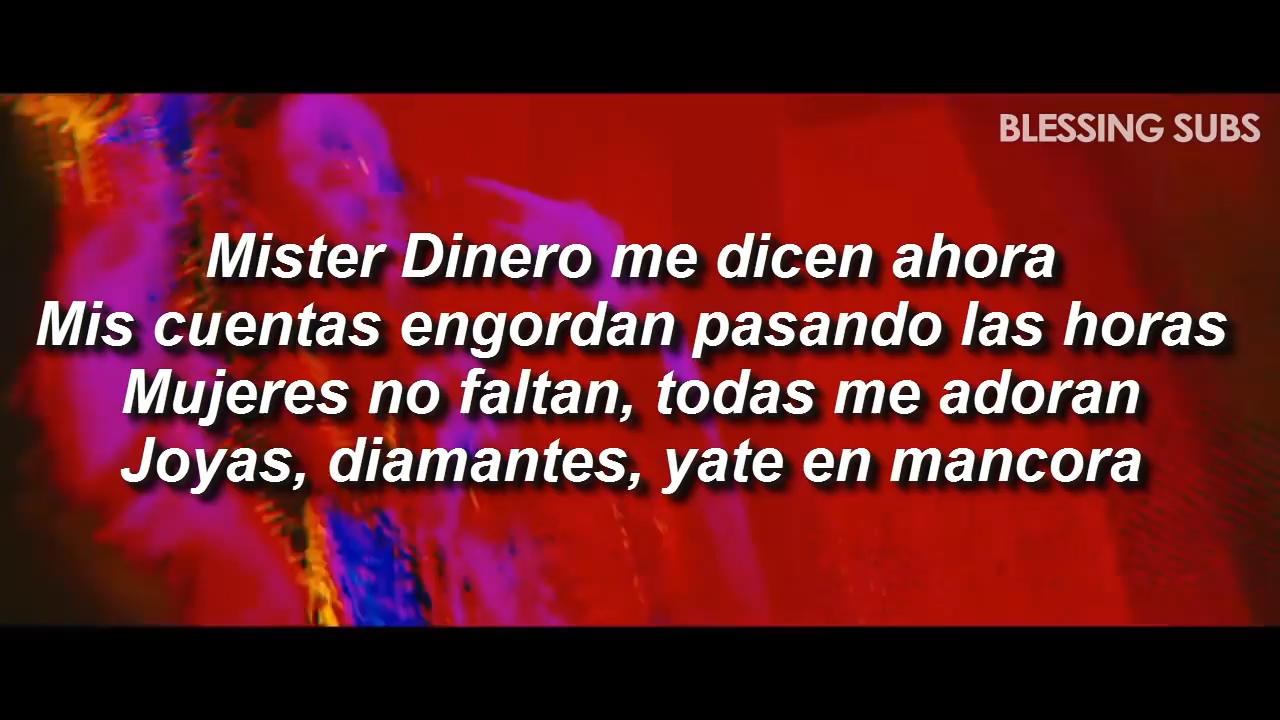 BLESSING SUBS
Mister Dinero me dicen ahora
Mis cuentas engordan pasando las horas
Mujeres no faltan, todas me adoran
Joyas, diamantes, yate en mancora